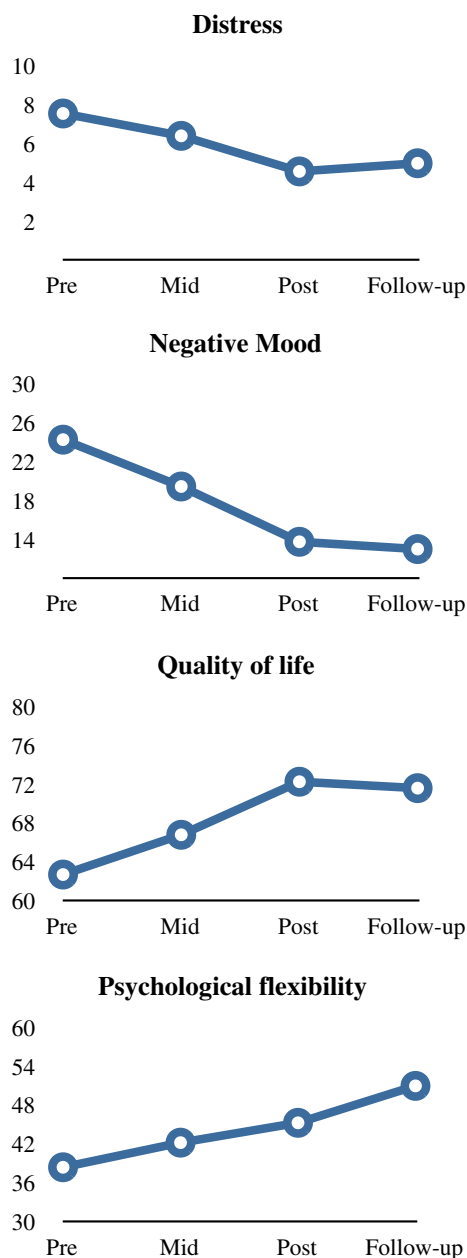 Distress
10
8
6
4
2
Pre Mid Post Follow-up
Negative Mood
30
26
22
18
14
Pre Mid Post Follow-up
Quality of life
80
76
72
68
64
60
Pre Mid Post Follow-up
Psychological flexibility
60
54
48
42
36
30
Pre Mid Post Follow-up